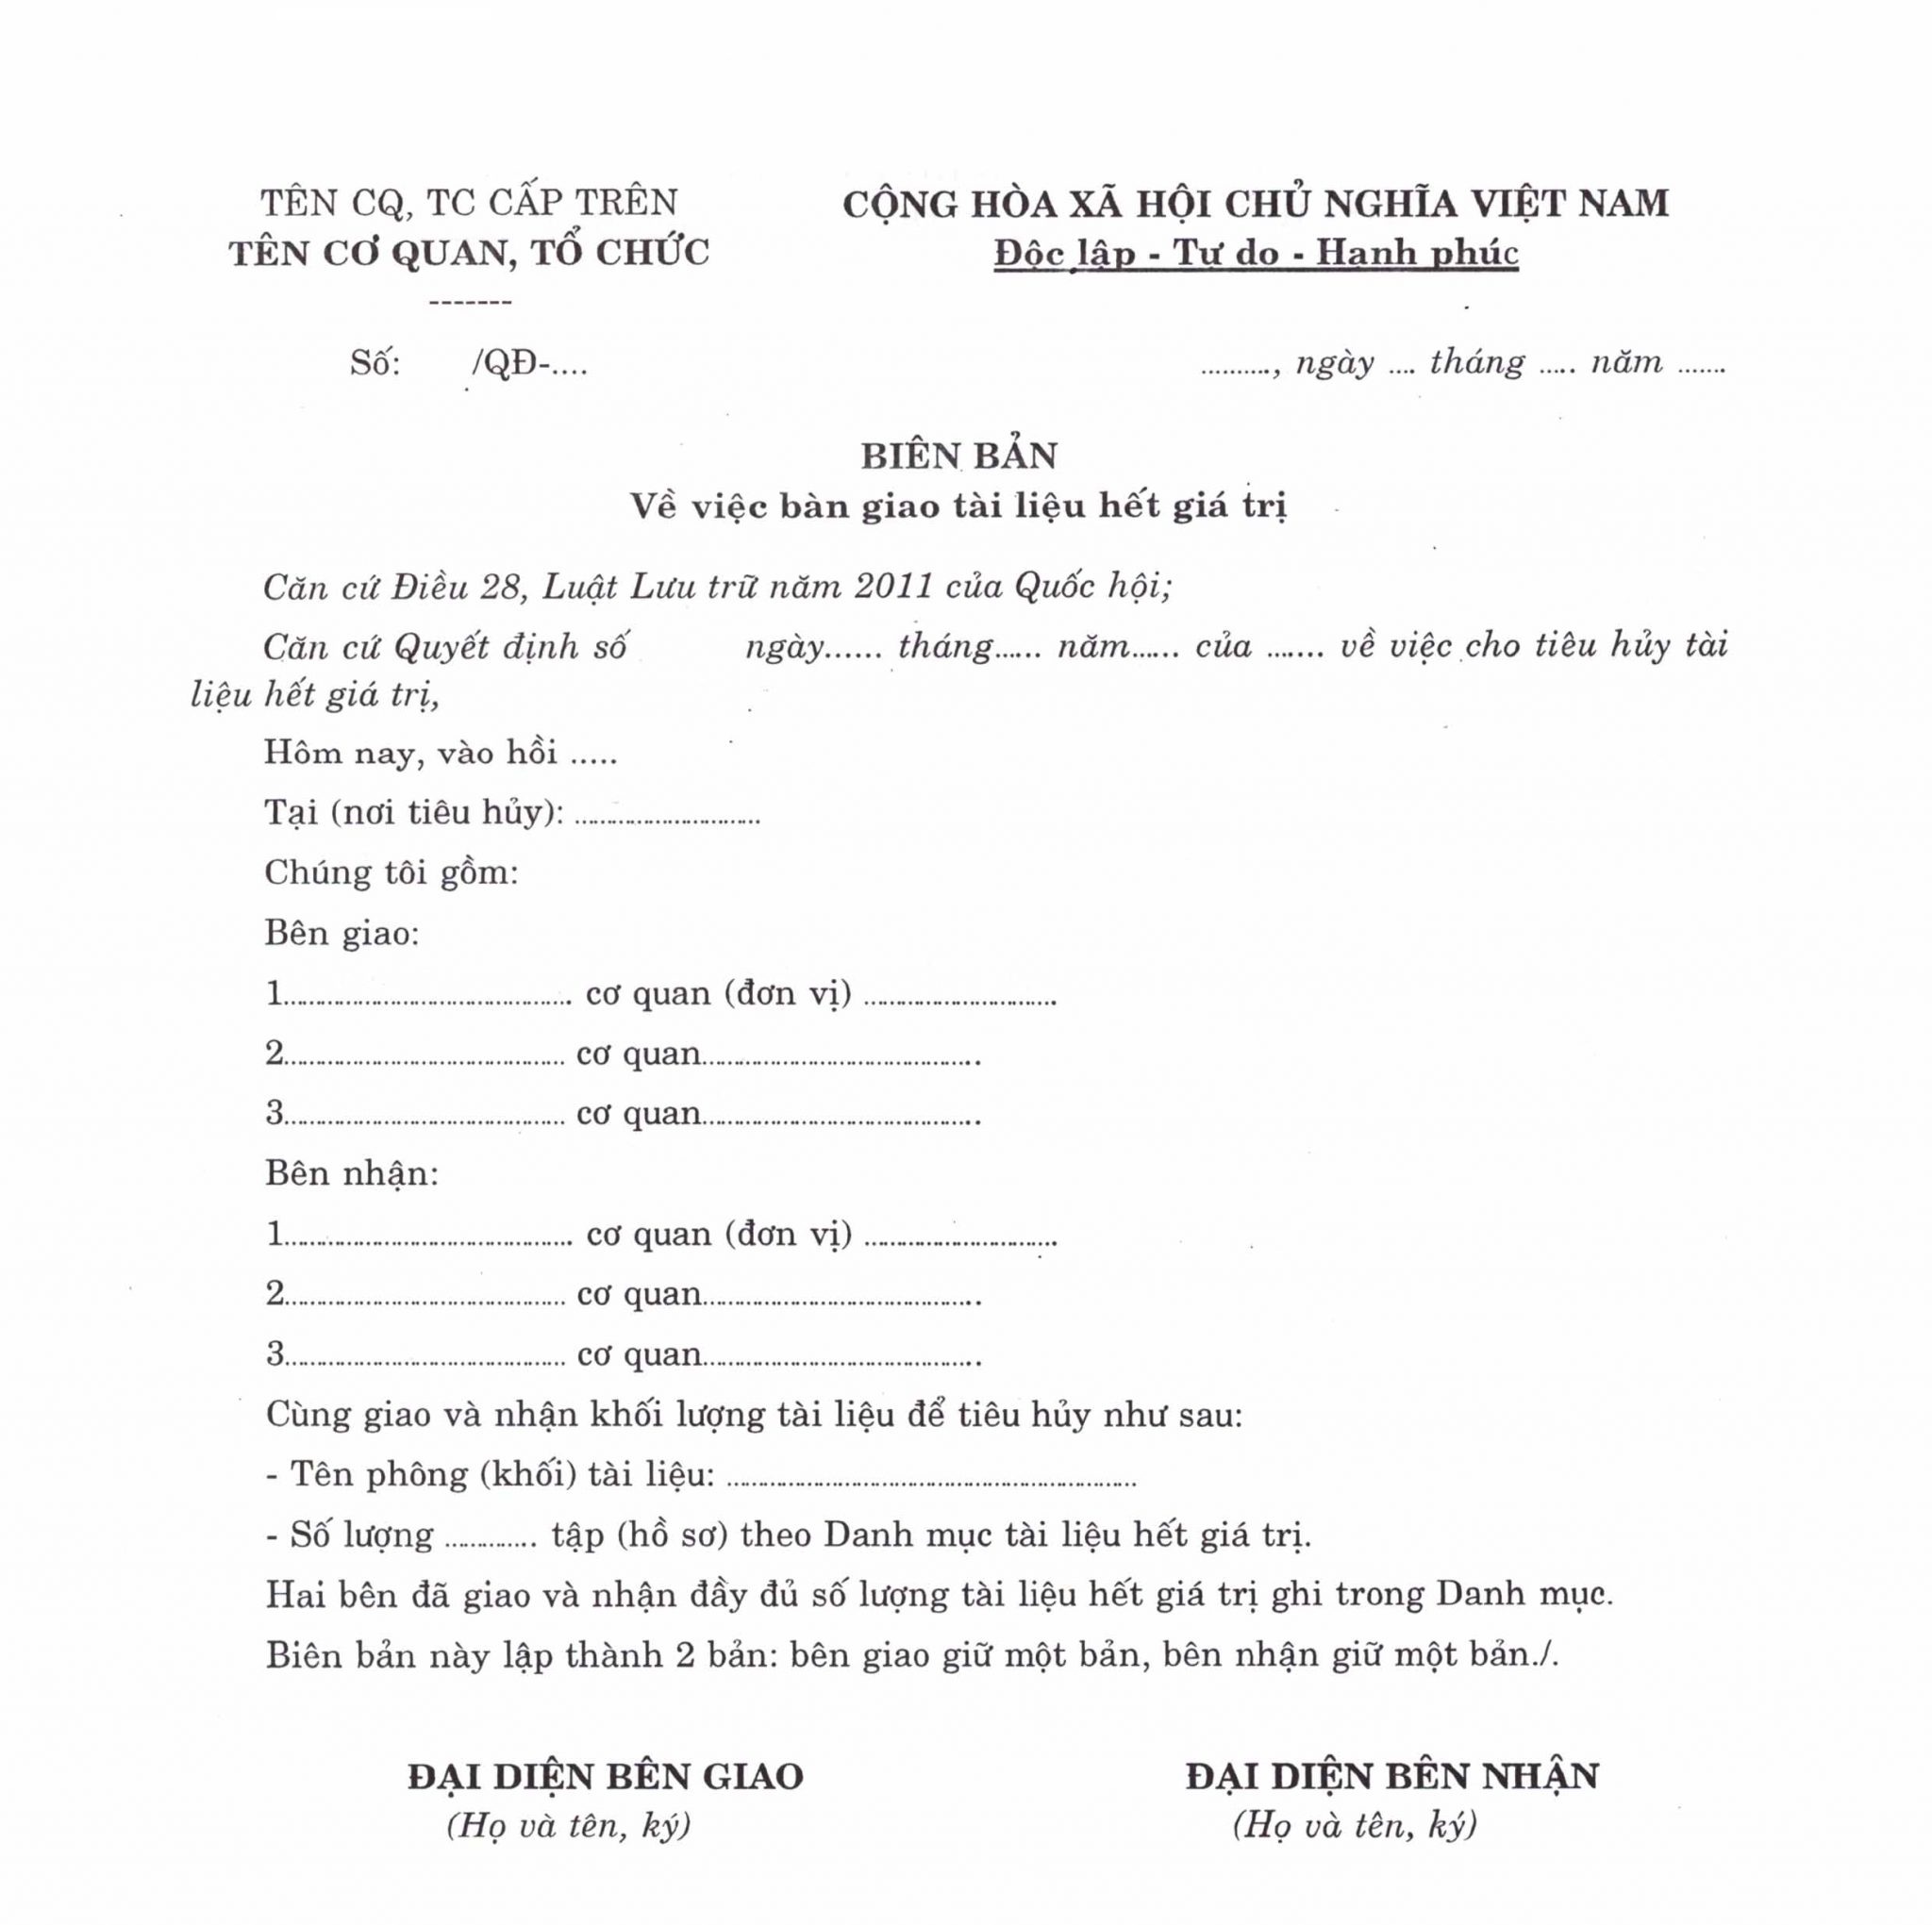 TÊN CQ, TC CẤP TRÊN
TÊN CƠ QUAN, TỔ CHỨC
-------
Số: /QĐ-....
CỘNG HÒA XÃ HỘI CHỦ NGHĨA VIỆT NAM
Độc lập - Tự do - Hạnh phúc
.........., ngày .... tháng ..... năm .......
BIÊN BẢN
Về việc bàn giao tài liệu hết giá trị
Căn cứ Điều 28, Luật Lưu trữ năm 2011 của Quốc hội;
Căn cứ Quyết định số ngày...... tháng...... năm...... của ....... về việc cho tiêu hủy tài
liệu hết giá trị,
Hôm nay, vào hồi .....
Tại (nơi tiêu hủy): ............................
Chúng tôi gồm:
Bên giao:
1........................................... cơ quan (đơn vị) .............................
2.......................................... cơ quan..........................................
3.......................................... cơ quan..........................................
Bên nhận:
1........................................... cơ quan (đơn vị) .............................
2.......................................... cơ quan..........................................
3.......................................... cơ quan..........................................
Cùng giao và nhận khối lượng tài liệu để tiêu hủy như sau:
- Tên phông (khối) tài liệu: .............................................................
- Số lượng .............. tập (hồ sơ) theo Danh mục tài liệu hết giá trị.
Hai bên đã giao và nhận đầy đủ số lượng tài liệu hết giá trị ghi trong Danh mục.
Biên bản này lập thành 2 bản: bên giao giữ một bản, bên nhận giữ một bản./.
ĐẠI DIỆN BÊN GIAO
(Họ và tên, ký)
ĐẠI DIỆN BÊN NHẬN
(Họ và tên, ký)